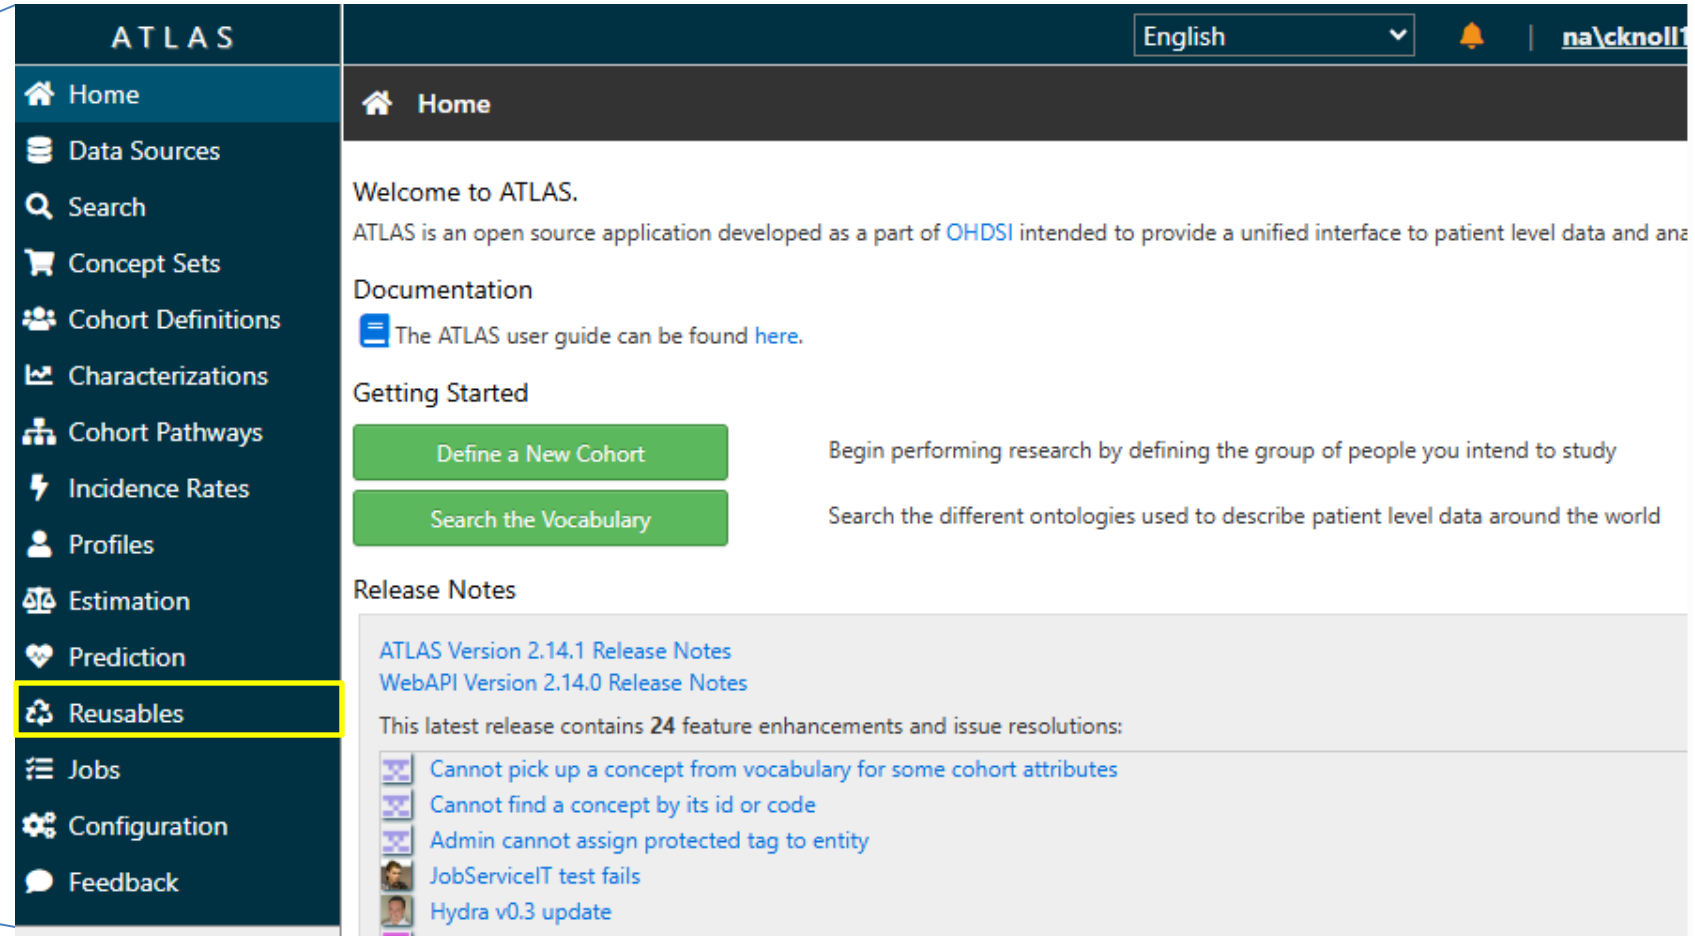 ATLAS
English
|
na\cknoll1
Home
Data Sources
Search
Concept Sets
Cohort Definitions
Characterizations
Cohort Pathways
Incidence Rates
Profiles
Estimation
Prediction
Reusables
Jobs
Configuration
Feedback
Home
Welcome to ATLAS.
ATLAS is an open source application developed as a part of OHDSI intended to provide a unified interface to patient level data and ana
Documentation
The ATLAS user guide can be found here.
Getting Started
Define a New Cohort
Begin performing research by defining the group of people you intend to study
Search the Vocabulary
Search the different ontologies used to describe patient level data around the world
Release Notes
ATLAS Version 2.14.1 Release Notes
WebAPI Version 2.14.0 Release Notes
This latest release contains 24 feature enhancements and issue resolutions:
Cannot pick up a concept from vocabulary for some cohort attributes
Cannot find a concept by its id or code
Admin cannot assign protected tag to entity
JobServiceIT test fails
Hydra v0.3 update